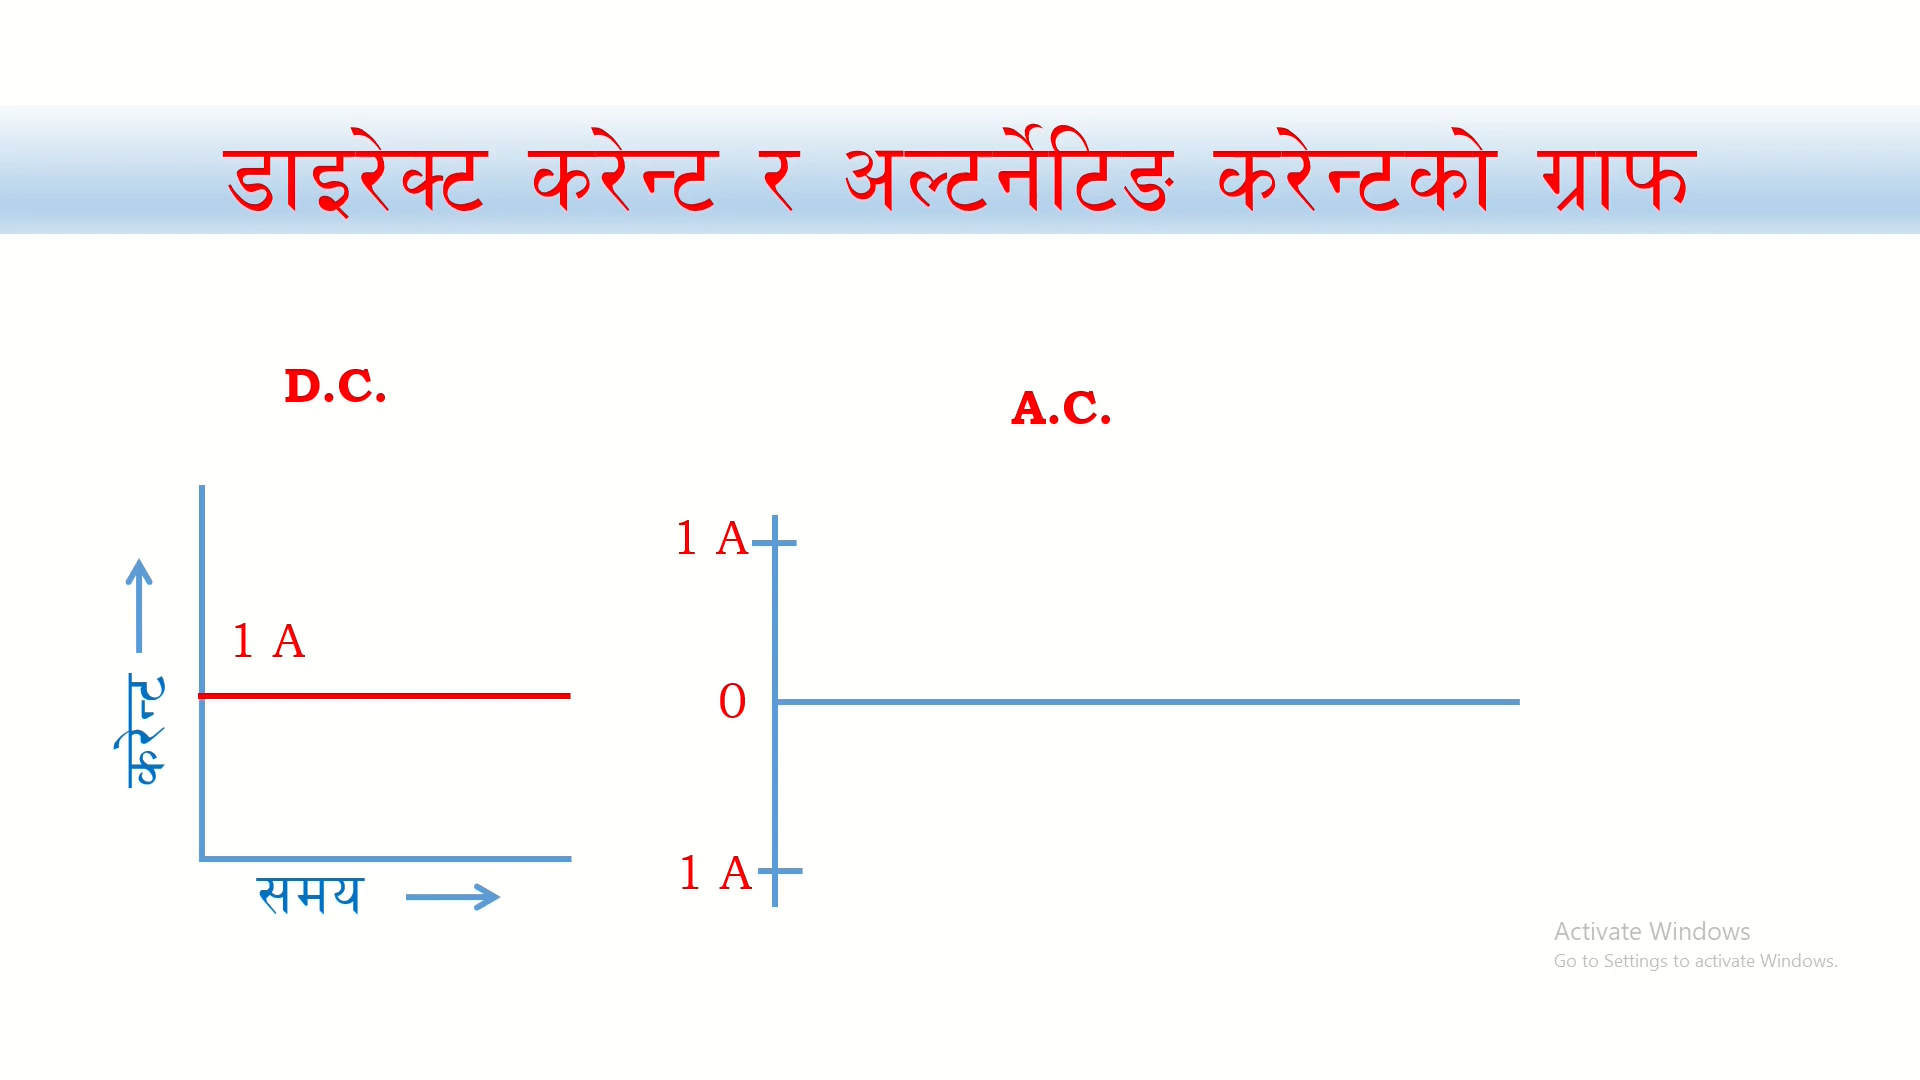 डाइरेक्ट करेन्ट र अल्टर्नेटिङ करेन्टको ग्राफ
D.C.
A.C.
1 A
1 A
करेन्ट
0
1 A
समय
Activate Windows
Go to Settings to activate Windows.